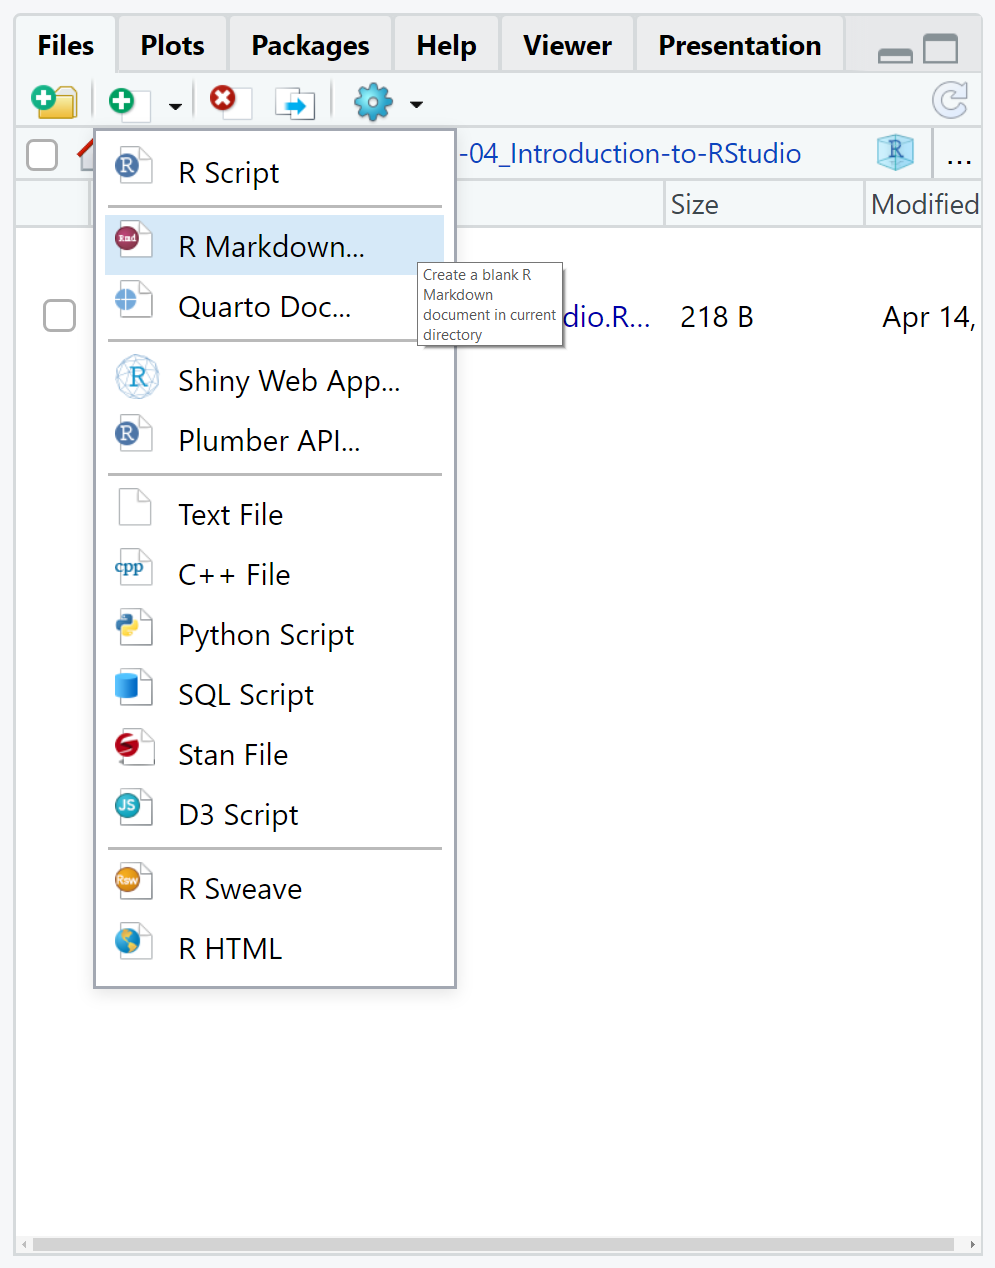 Files Plots Packages Help Viewer Presentation
-04_Introduction-to-RStudio ...
Size Modified
R Script
R Markdown...
Create a blank R
Markdown
document in current
directory
Quarto Doc...
dio.R... 218 B Apr 14,
Shiny Web App...
Plumber API...
Text File
C++ File
Python Script
SQL Script
Stan File
D3 Script
R Sweave
R HTML